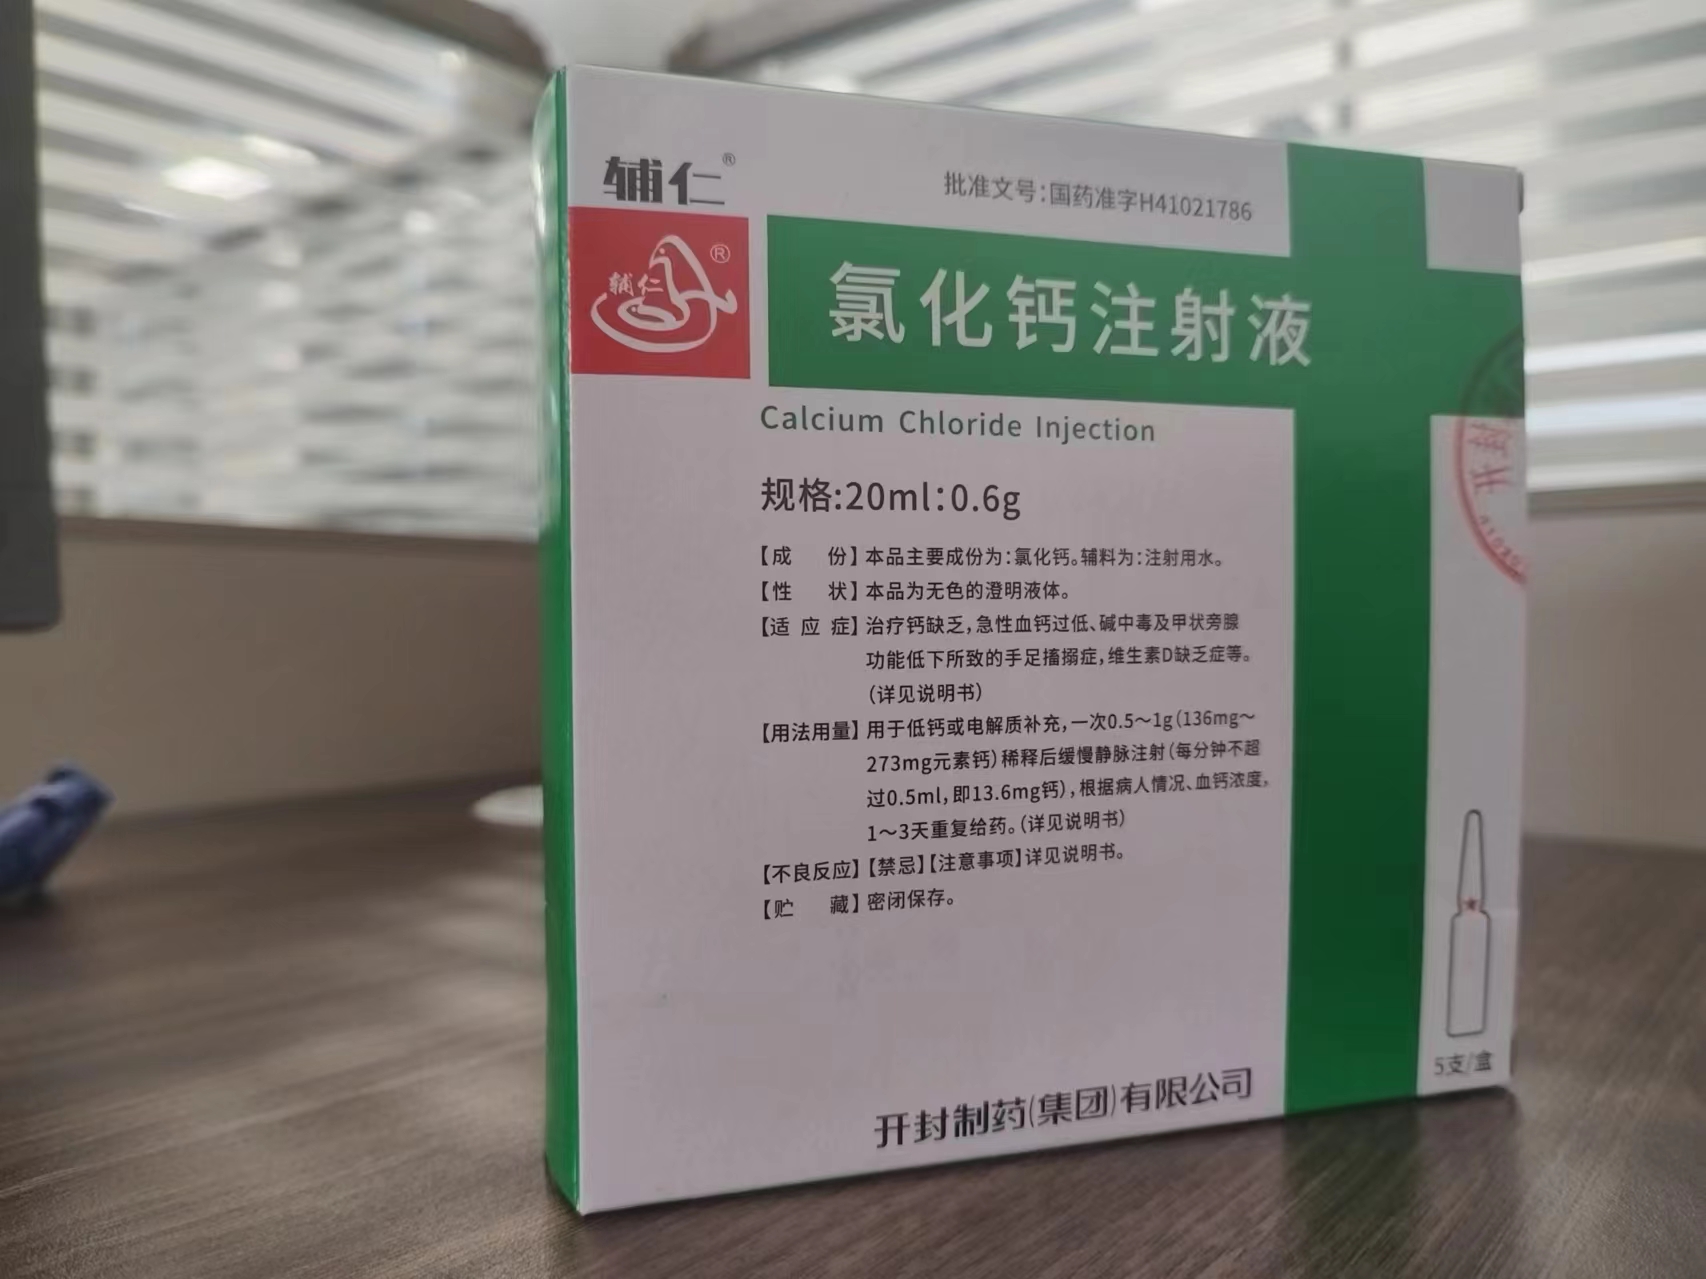 辅仁®
批准文号：国药准字H41021786
辅仁®
氯化钙注射液
Calcium Chloride Injection
规格：20ml：0.6g
【成 份】本品主要成份为：氯化钙。辅料为：注射用水。
【性 状】本品为无色的澄明液体。
【适 应 症】治疗钙缺乏，急性血钙过低、碱中毒及甲状旁腺
功能低下所致的手足搐搦症，维生素D缺乏症等。
（详见说明书）
【用法用量】用于低钙或电解质补充，一次0.5～1g（136mg～
273mg元素钙）稀释后缓慢静脉注射（每分钟不超
过0.5ml，即13.6mg钙），根据病人情况、血钙浓度，
1～3天重复给药。（详见说明书）
【不良反应】【禁忌】【注意事项】详见说明书。
【贮 藏】密闭保存。
5支/盒
开封制药（集团）有限公司